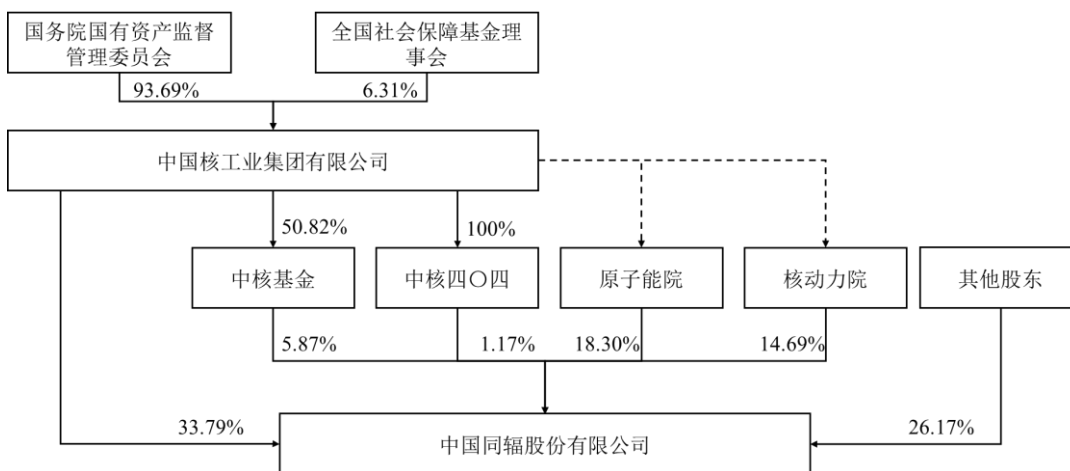 国务院国有资产监督
管理委员会
全国社会保障基金理
事会
93.69%
6.31%
中国核工业集团有限公司
50.82%
100%
中核基金
中核四〇四
原子能院
核动力院
其他股东
5.87%
1.17%
18.30%
14.69%
33.79%
中国同辐股份有限公司
26.17%